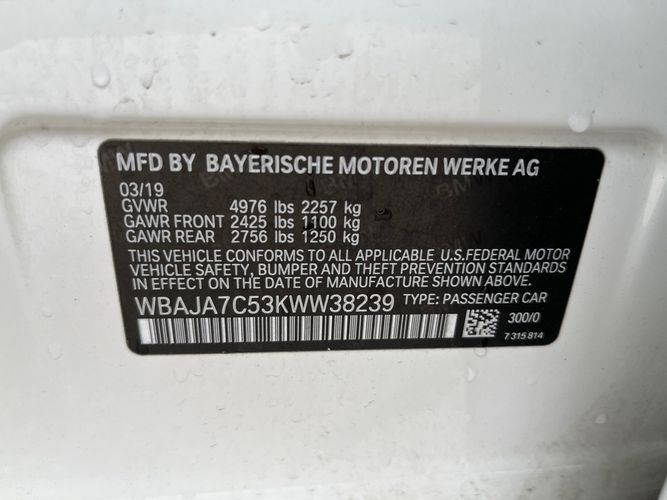 MFD BY BAYERISCHE MOTOREN WERKE AG
03/19
GVWR 4976 lbs 2257 kg
GAWR FRONT 2425 lbs 1100 kg
GAWR REAR 2756 lbs 1250 kg
THIS VEHICLE CONFORMS TO ALL APPLICABLE U.S.FEDERAL MOTOR
VEHICLE SAFETY, BUMPER AND THEFT PREVENTION STANDARDS
IN EFFECT ON THE DATE OF MANUFACTURE SHOWN ABOVE.
WBAJA7C53KWW38239 TYPE: PASSENGER CAR
300/0
7 315 814